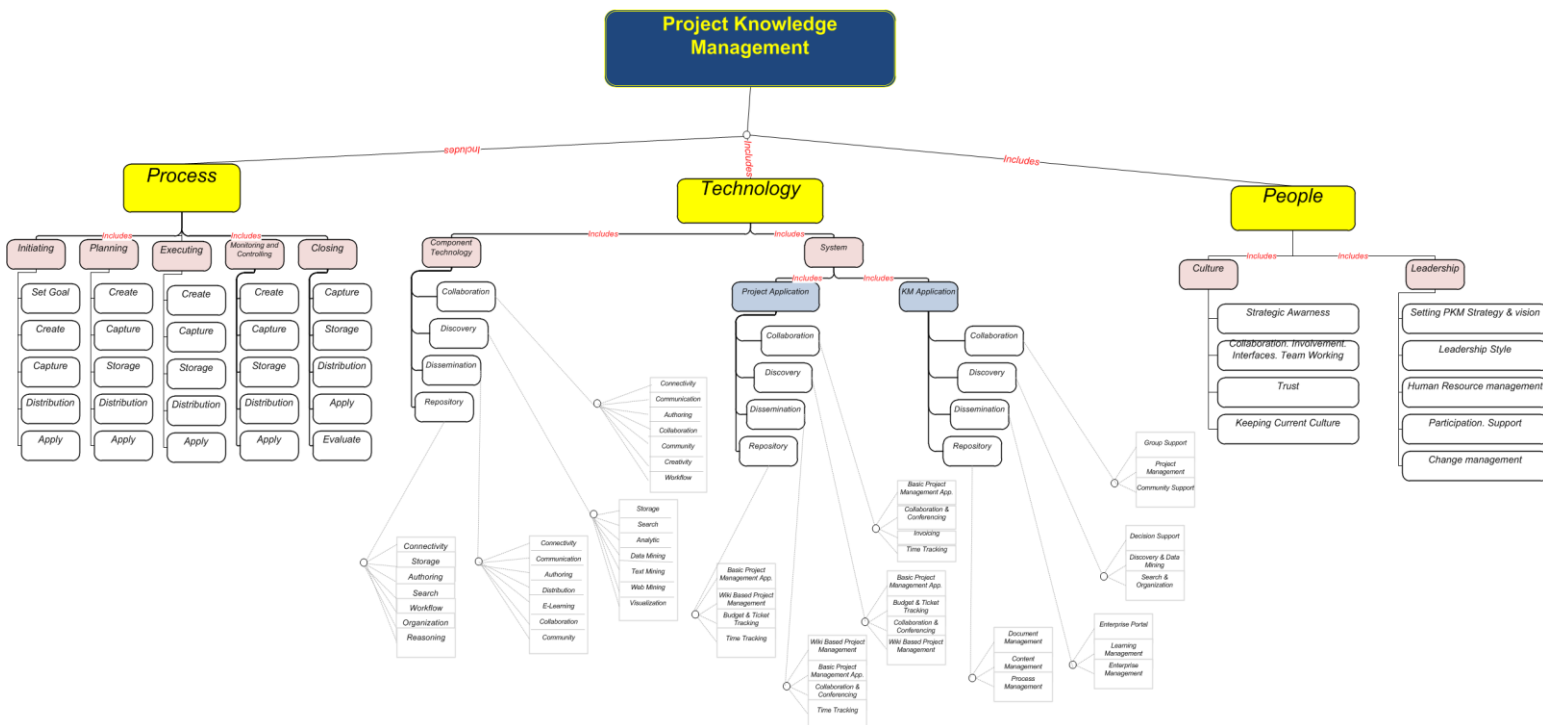 Project Knowledge
Management
Includes
Includes
Includes
Process
Technology
People
Includes
Includes
Initiating
Planning
Executing
Monitoring and
Controlling
Closing
Set Goal
Create
Capture
Distribution
Apply
Create
Capture
Storage
Distribution
Apply
Create
Capture
Storage
Distribution
Apply
Create
Capture
Storage
Distribution
Apply
Capture
Storage
Distribution
Apply
Evaluate
Includes
Includes
Component
Technology
System
Collaboration
Discovery
Dissemination
Repository
Includes
Includes
Project Application
KM Application
Collaboration
Discovery
Dissemination
Repository
Collaboration
Discovery
Dissemination
Repository
Includes
Includes
Culture
Leadership
Strategic Awarness
Collaboration. Involvement.
Interfaces. Team Working
Trust
Keeping Current Culture
Setting PKM Strategy & vision
Leadership Style
Human Resource management
Participation. Support
Change management
Connectivity
Communication
Authoring
Collaboration
Community
Creativity
Workflow
Storage
Search
Analytic
Data Mining
Text Mining
Web Mining
Visualization
Connectivity
Storage
Authoring
Search
Workflow
Organization
Reasoning
Connectivity
Communication
Authoring
Distribution
E-Learning
Collaboration
Community
Basic Project
Management App.
Wiki Based Project
Management
Budget & Ticket
Tracking
Time Tracking
Wiki Based Project
Management
Basic Project
Management App.
Collaboration &
Conferencing
Time Tracking
Basic Project
Management App.
Collaboration &
Conferencing
Invoicing
Time Tracking
Basic Project
Management App.
Budget & Ticket
Tracking
Collaboration &
Conferencing
Wiki Based Project
Management
Group Support
Project
Management
Community Support
Decision Support
Discovery & Data
Mining
Search &
Organization
Enterprise Portal
Learning
Management
Enterprise
Management
Document
Management
Content
Management
Process
Management